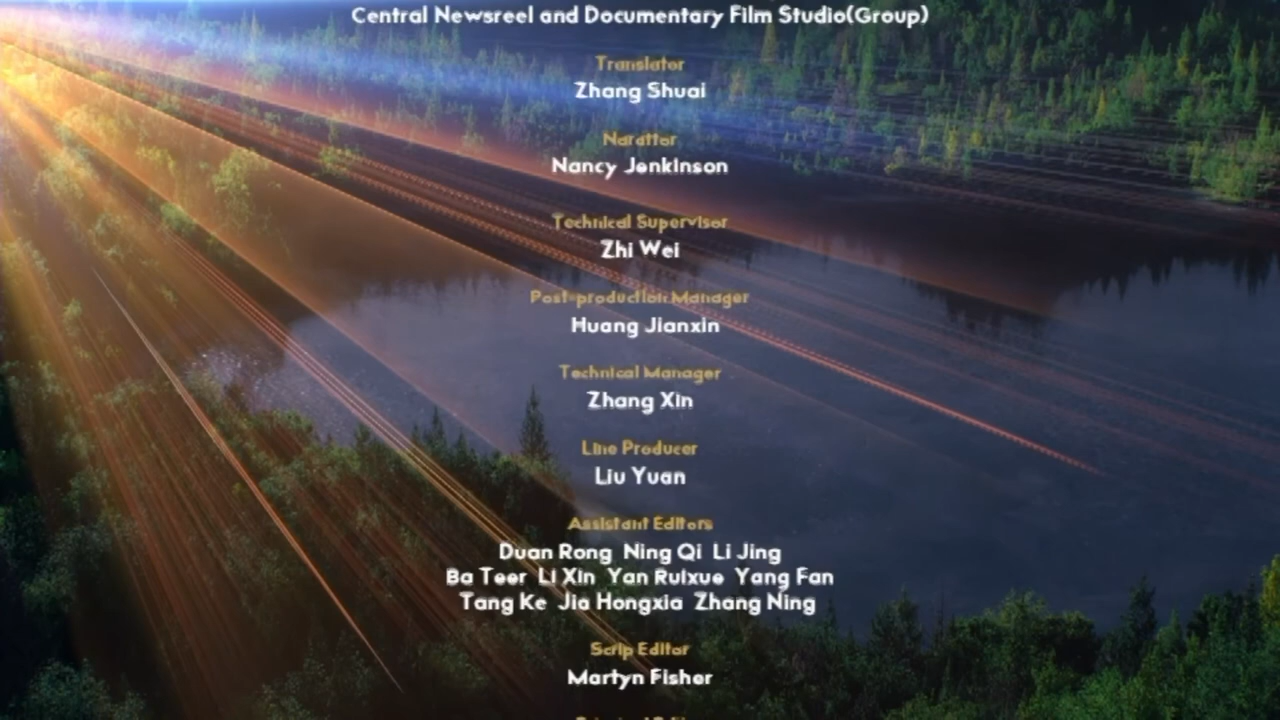 Central Newsreel and Documentary Film Studio(Group)
Translator
Zhang Shuai
Narattor
Nancy Jenkinson
Technical Supervisor
Zhi Wei
Post-production Manager
Huang Jianxin
Technical Manager
Zhang Xin
Line Producer
Liu Yuan
Assistant Editors
Duan Rong Ning Qi Li Jing
Ba Teer Li Xin Yan Ruixue Yang Fan
Tang Ke Jia Hongxia Zhang Ning
Scrip Editor
Martyn Fisher